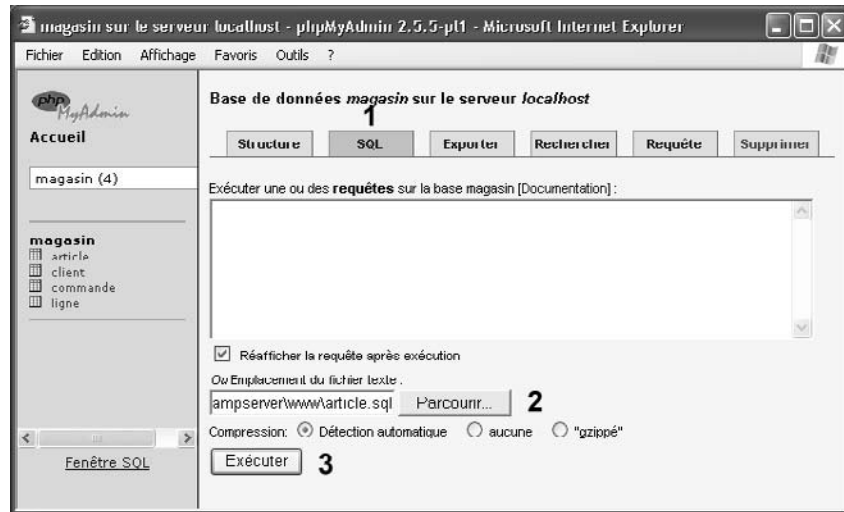 magasin sur le serveur localhost - phpMyAdmin 2.5.5-pl1 - Microsoft Internet Explorer
Fichier Edition Affichage Favoris Outils ?
php
MyAdmin
Accueil
magasin (4)
magasin
article
client
commande
ligne
Fenêtre SQL
Base de données magasin sur le serveur localhost
1
Structure SQL Exporter Rechercher Requête Supprimer
Exécuter une ou des requêtes sur la base magasin [Documentation] :
Réafficher la requête après exécution
Ou Emplacement du fichier texte :
ampserver\www\article.sql Parcourir... 2
Compression: Détection automatique aucune "gzippé"
Exécuter 3